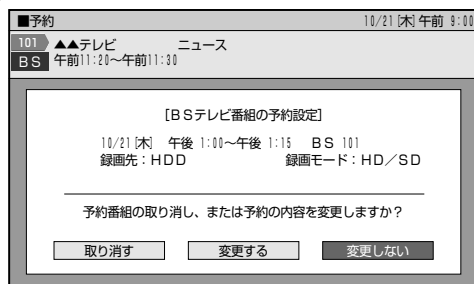 ■予約 10/21[木]午前 9:00
101 ▲▲テレビ ニュース
BS 午前11:20～午前11:30
[BSテレビ番組の予約設定]
10/21[木] 午後 1:00～午後 1:15 BS 101
録画先：HDD 録画モード：HD／SD
予約番組の取り消し、または予約の内容を変更しますか？
取り消す 変更する 変更しない